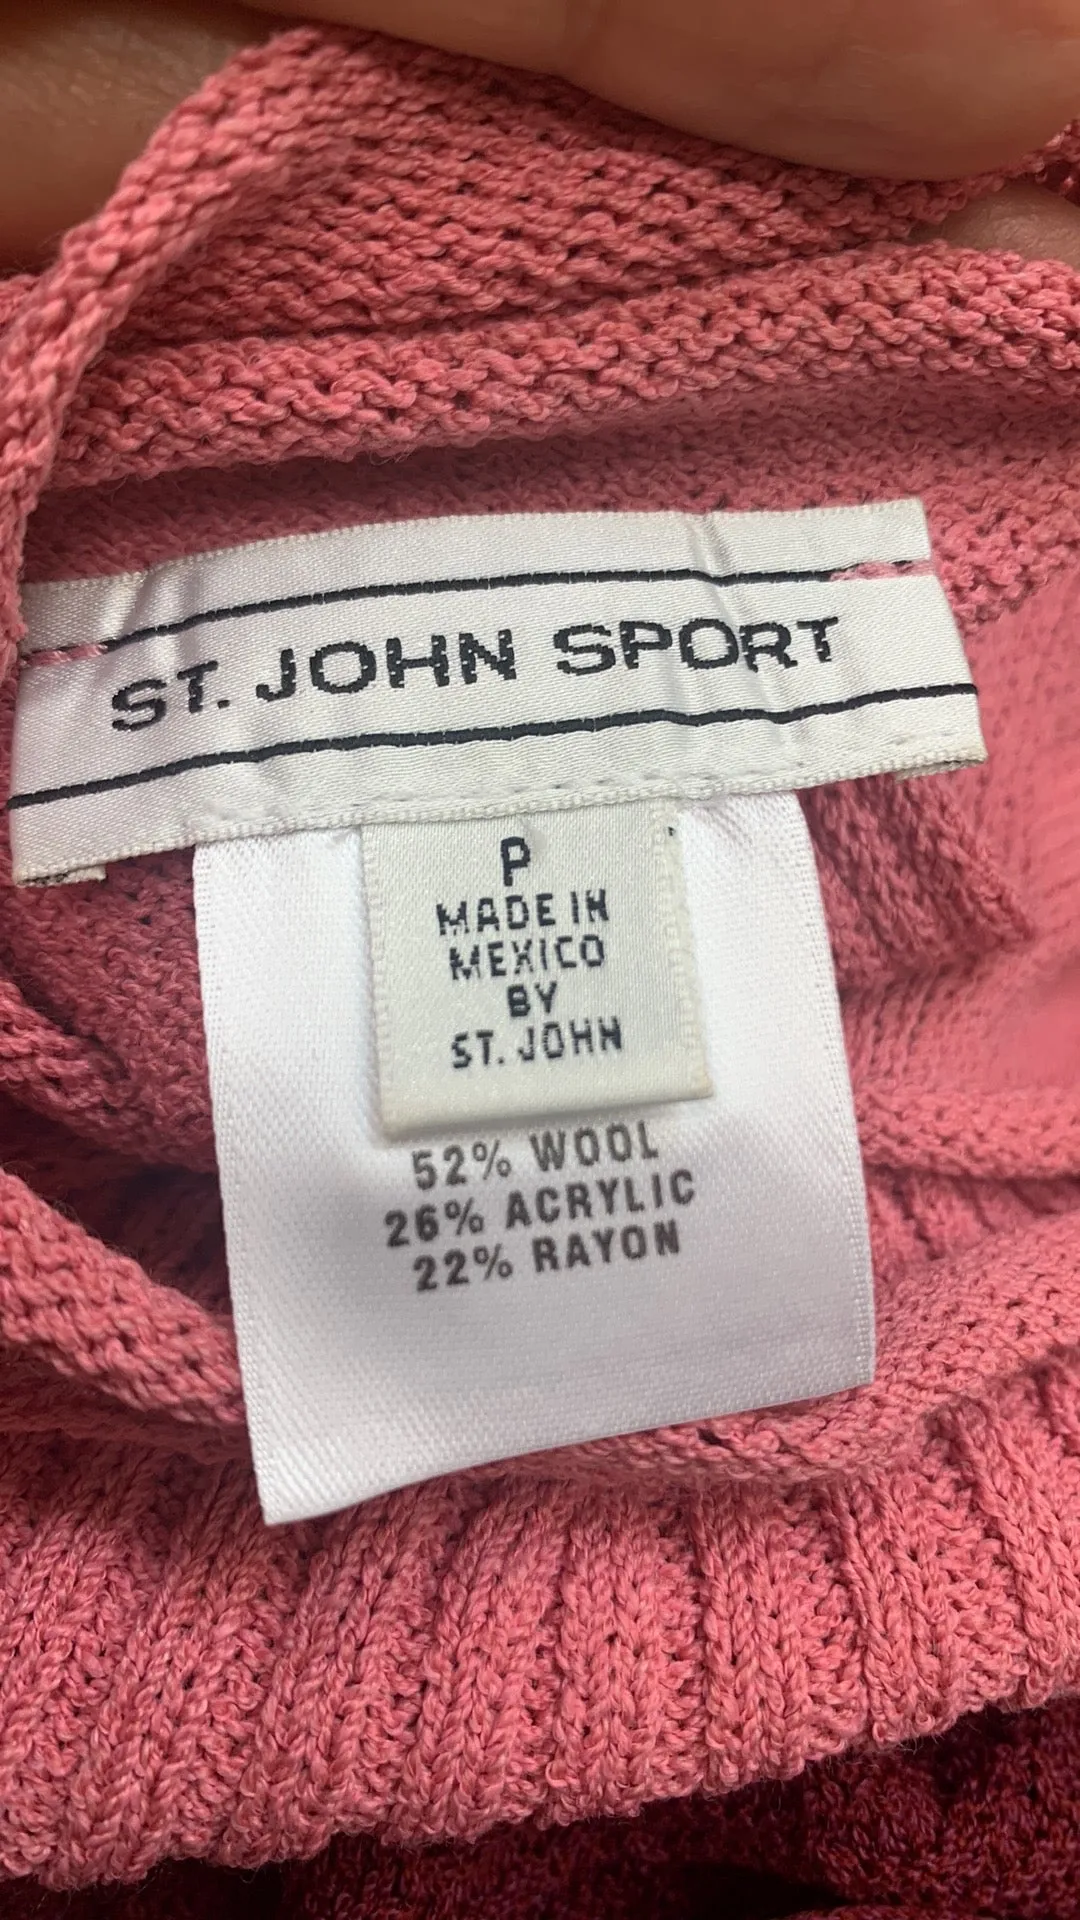 ST. JOHN SPORT
P
MADE IN
MEXICO
BY
ST. JOHN
52% WOOL
26% ACRYLIC
22% RAYON